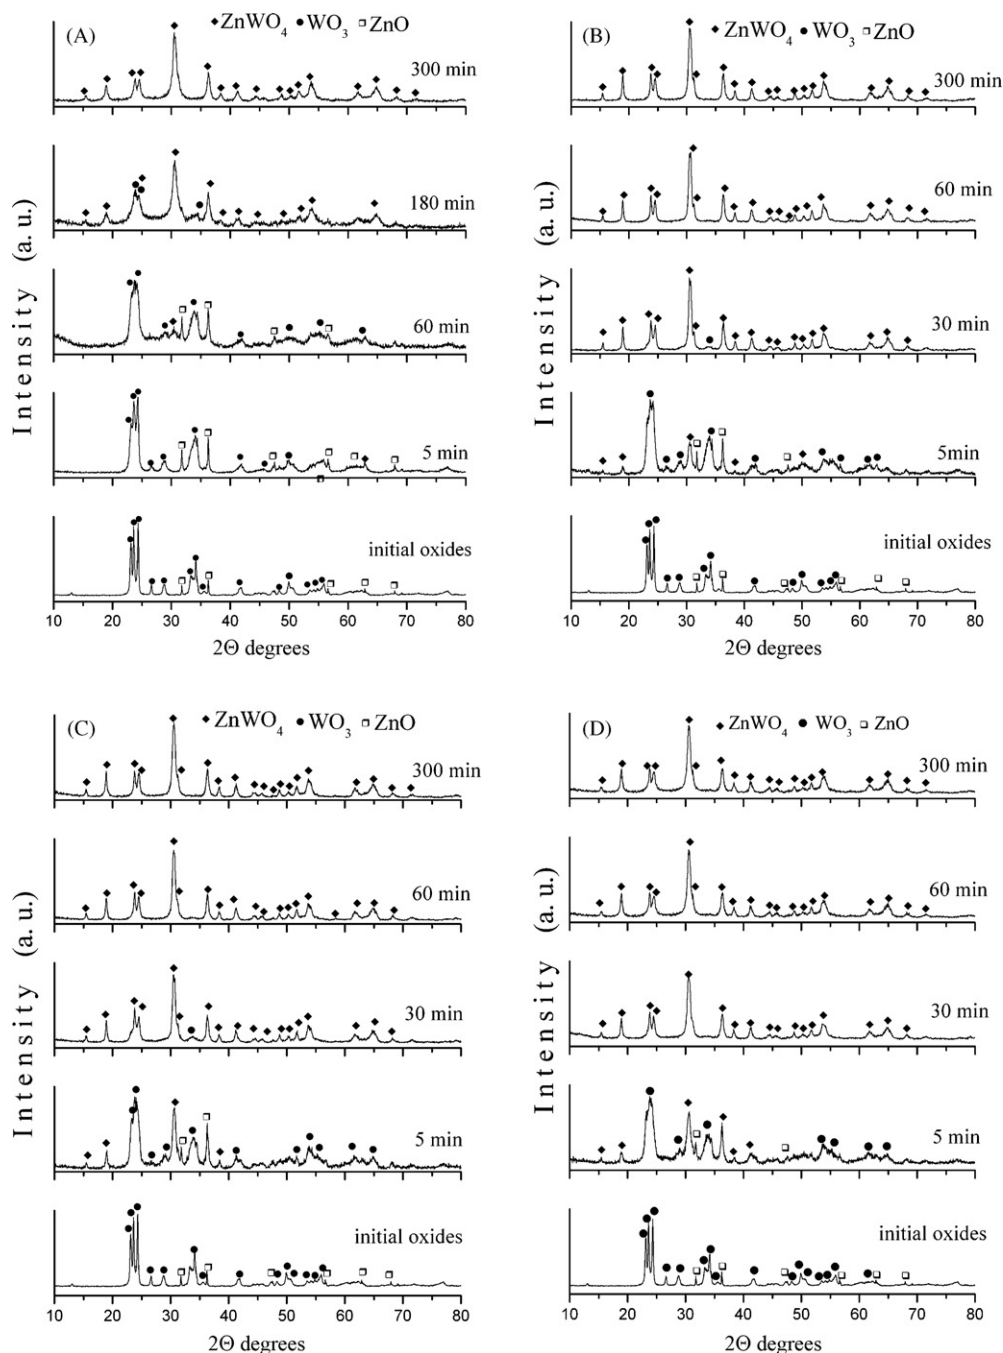 (A) ◆ZnWO₄ ●WO₃ □ZnO
300 min
180 min
60 min
5 min
initial oxides
Intensity (a. u.)
10 20 30 40 50 60 70 80
2Θ degrees
(B) ◆ZnWO₄ ●WO₃ □ZnO
300 min
60 min
30 min
5min
initial oxides
Intensity (a. u.)
10 20 30 40 50 60 70 80
2Θ degrees
(C) ◆ZnWO₄ ●WO₃ □ZnO
300 min
60 min
30 min
5 min
initial oxides
Intensity (a. u.)
10 20 30 40 50 60 70 80
2Θ degrees
(D) ◆ZnWO₄ ●WO₃ □ZnO
300 min
60 min
30 min
5 min
initial oxides
Intensity (a. u.)
10 20 30 40 50 60 70 80
2Θ degrees